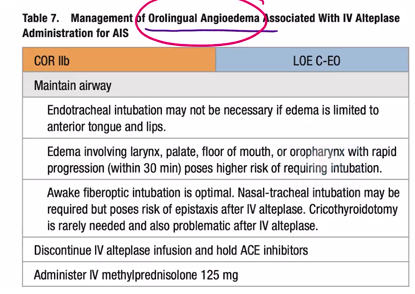 Table 7. Management of Orolingual Angioedema Associated With IV Alteplase
Administration for AIS
COR IIb LOE C-EO
Maintain airway
Endotracheal intubation may not be necessary if edema is limited to
anterior tongue and lips.
Edema involving larynx, palate, floor of mouth, or oropharynx with rapid
progression (within 30 min) poses higher risk of requiring intubation.
Awake fiberoptic intubation is optimal. Nasal-tracheal intubation may be
required but poses risk of epistaxis after IV alteplase. Cricothyroidotomy
is rarely needed and also problematic after IV alteplase.
Discontinue IV alteplase infusion and hold ACE inhibitors
Administer IV methylprednisolone 125 mg